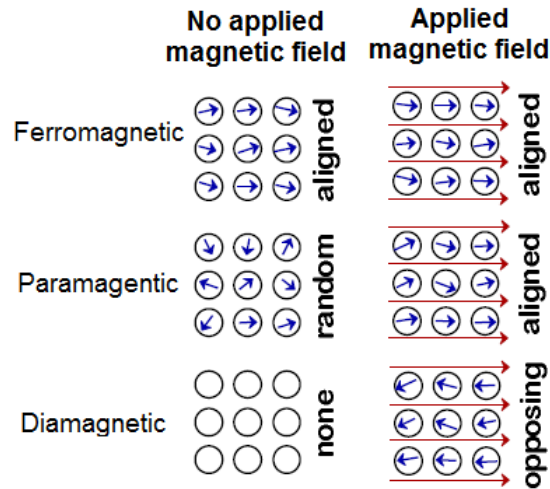 No applied
magnetic field
Applied
magnetic field
Ferromagnetic
aligned
aligned
Paramagentic
random
aligned
Diamagnetic
none
opposing